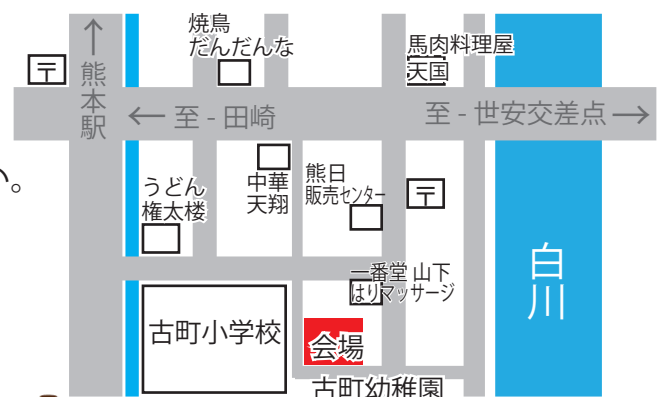 焼鳥
だんだんな
馬肉料理屋
天国
〒
↑
熊本駅
← 至 - 田崎
至 - 世安交差点 →
い。
うどん
権太楼
中華
天翔
熊日
販売センター
〒
白川
一番堂 山下
はりマッサージ
古町小学校
会場
古町幼稚園